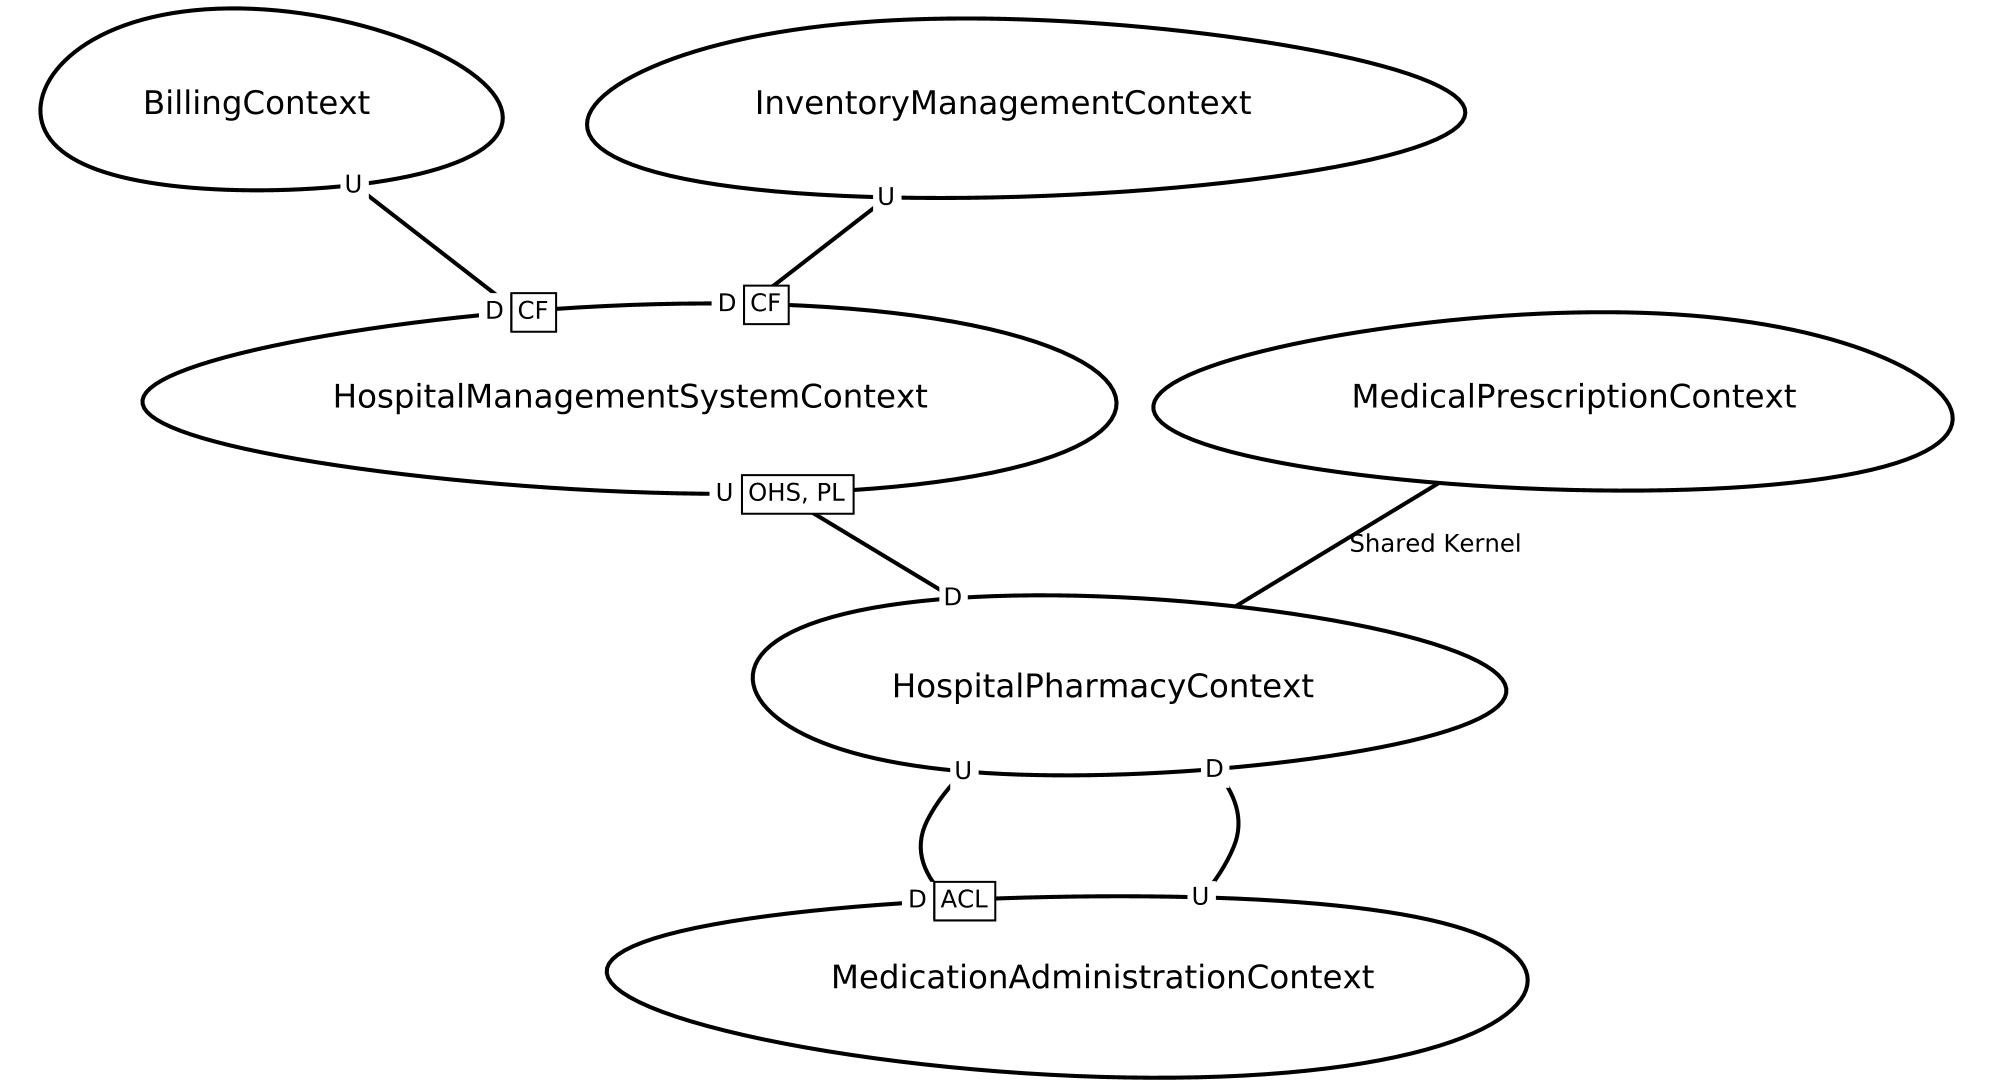 BillingContext
InventoryManagementContext
U
U
D CF
D CF
HospitalManagementSystemContext
MedicalPrescriptionContext
U OHS, PL
Shared Kernel
D
HospitalPharmacyContext
U
D
D ACL
U
MedicationAdministrationContext